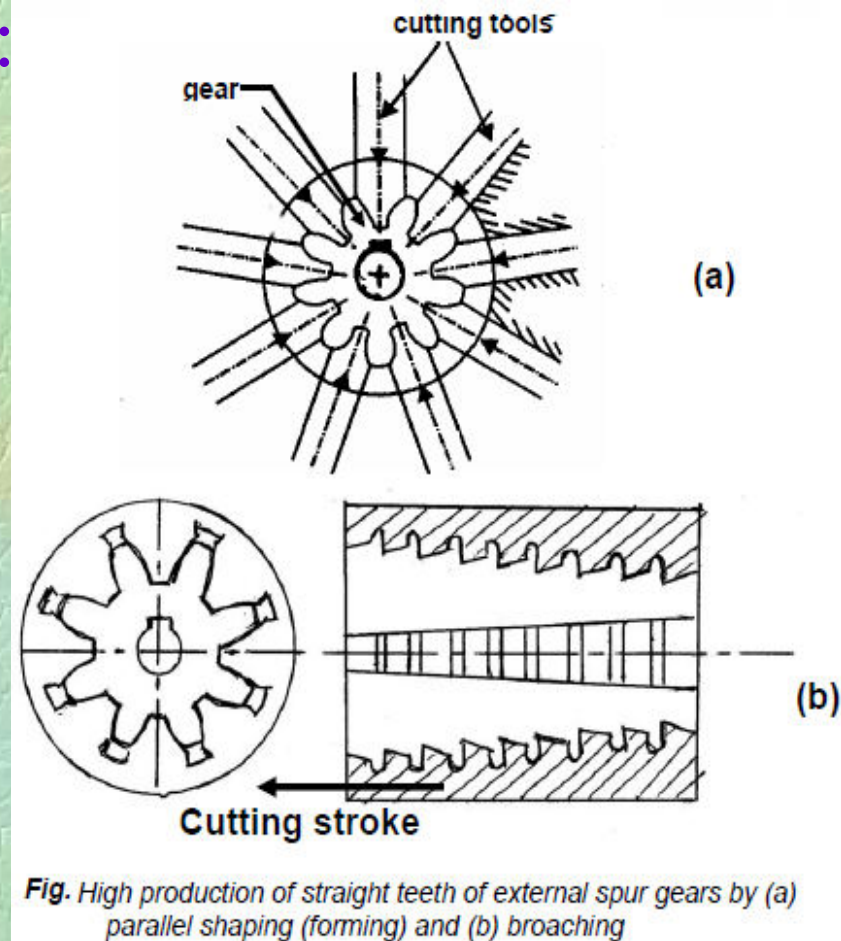 cutting tools
gear
(a)
(b)
Cutting stroke
Fig. High production of straight teeth of external spur gears by (a)
parallel shaping (forming) and (b) broaching